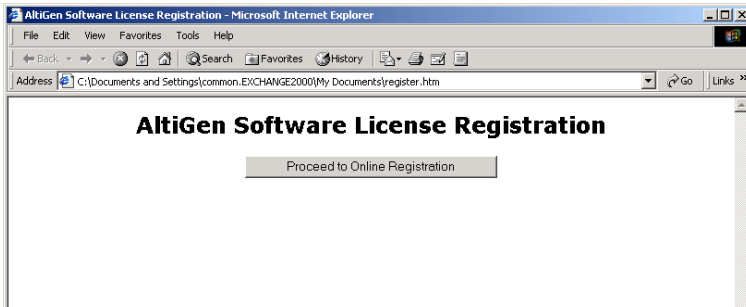 AltiGen Software License Registration - Microsoft Internet Explorer
File Edit View Favorites Tools Help
Back Search Favorites History
Address C:\Documents and Settings\common.EXCHANGE2000\My Documents\register.htm Go Links »
AltiGen Software License Registration
Proceed to Online Registration